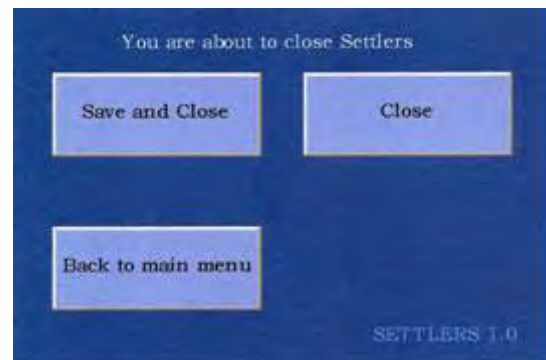 You are about to close Settlers
Save and Close
Close
Back to main menu
SETTLERS 1.0